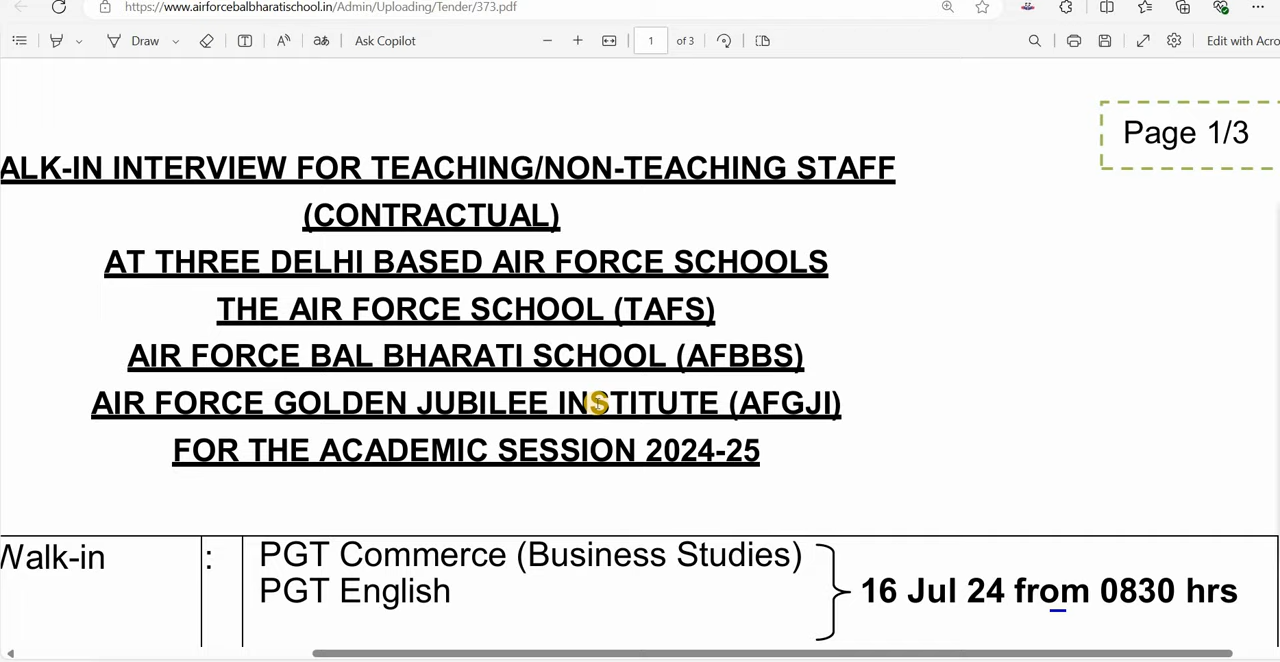 https://www.airforcebalbharatischool.in/Admin/Uploading/Tender/373.pdf
Draw
Ask Copilot
1 of 3
Edit with Acro
Page 1/3
ALK-IN INTERVIEW FOR TEACHING/NON-TEACHING STAFF
(CONTRACTUAL)
AT THREE DELHI BASED AIR FORCE SCHOOLS
THE AIR FORCE SCHOOL (TAFS)
AIR FORCE BAL BHARATI SCHOOL (AFBBS)
AIR FORCE GOLDEN JUBILEE INSTITUTE (AFGJI)
FOR THE ACADEMIC SESSION 2024-25
Walk-in : PGT Commerce (Business Studies)
PGT English 16 Jul 24 from 0830 hrs